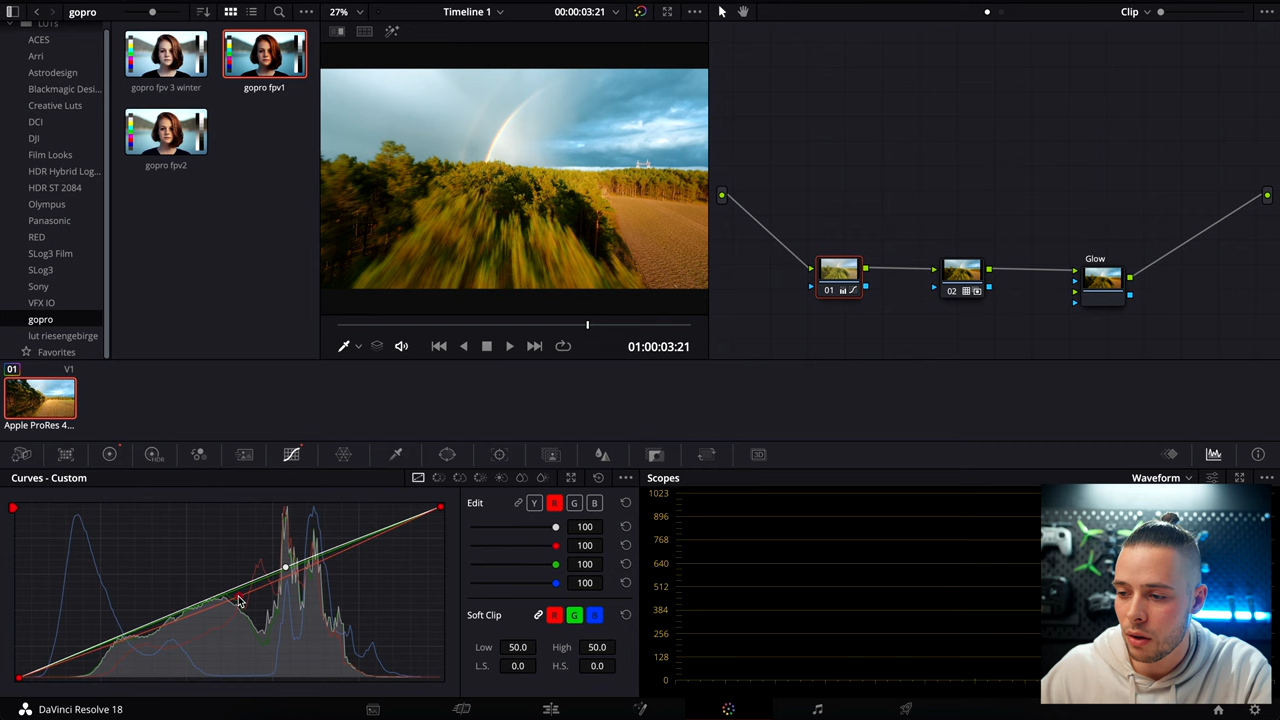 gopro
27%
Timeline 1
00:00:03:21
Clip
LUTs
ACES
Arri
Astrodesign
Blackmagic Desi...
Creative Luts
DCI
DJI
Film Looks
HDR Hybrid Log...
HDR ST 2084
Olympus
Panasonic
RED
SLog3 Film
SLog3
Sony
VFX IO
gopro
lut riesengebirge
Favorites
gopro fpv 3 winter
gopro fpv1
gopro fpv2
01:00:03:21
01
02
Glow
01 V1
Apple ProRes 4...
HDR
3D
Curves - Custom
Edit
Y R G B
100
100
100
100
Soft Clip
R G B
Low 50.0 High 50.0
L.S. 0.0 H.S. 0.0
Scopes
Waveform
1023
896
768
640
512
384
256
128
0
DaVinci Resolve 18